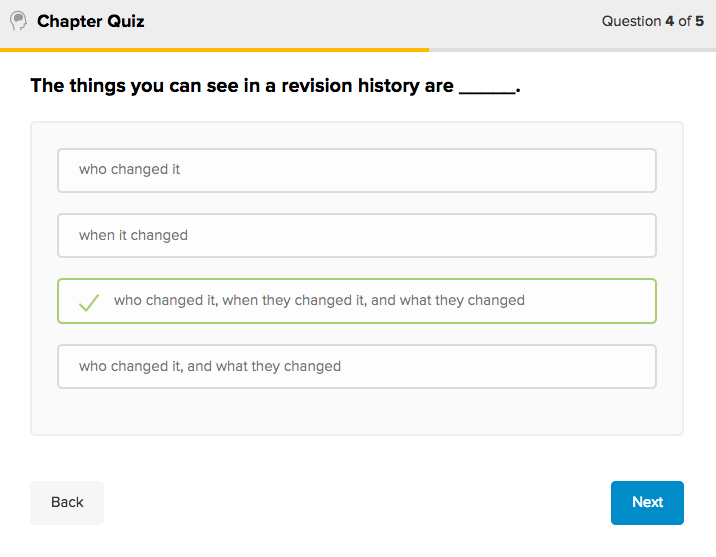 Chapter Quiz
Question 4 of 5
The things you can see in a revision history are ______.
who changed it
when it changed
who changed it, when they changed it, and what they changed
who changed it, and what they changed
Back
Next